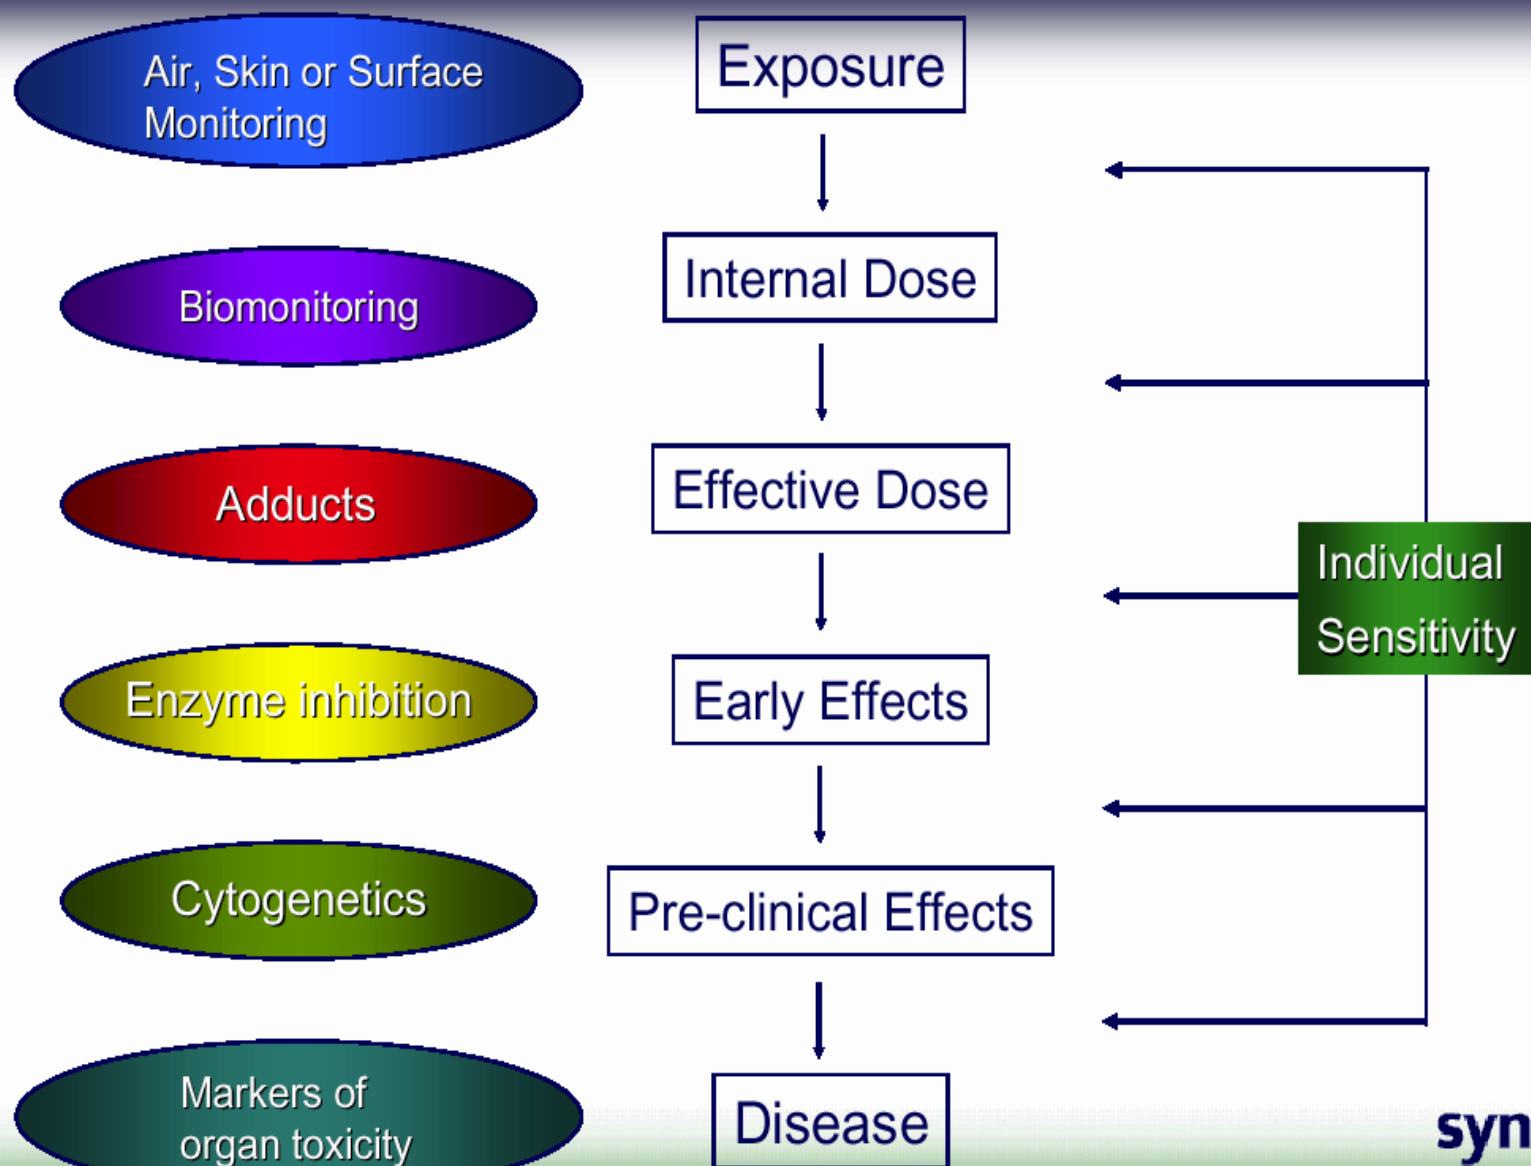 Air, Skin or Surface
Monitoring
Exposure
Biomonitoring
Internal Dose
Adducts
Effective Dose
Individual
Sensitivity
Enzyme inhibition
Early Effects
Cytogenetics
Pre-clinical Effects
Markers of
organ toxicity
Disease
syn